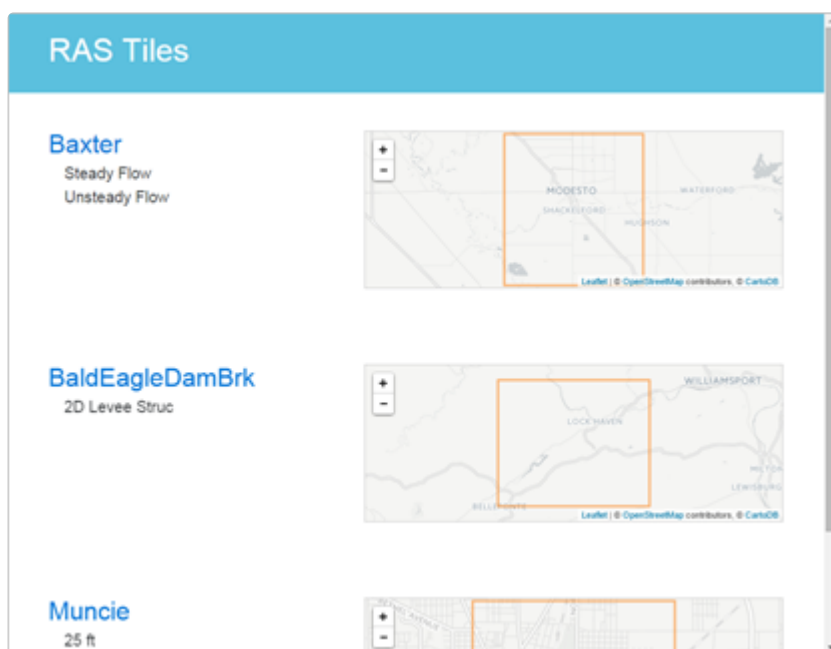 RAS Tiles
Baxter
Steady Flow
Unsteady Flow
+
-
MODESTO
WATERFORD
SHACKELFORD
HUGHSON
Leaflet | © OpenStreetMap contributors, © CartoDB
BaldEagleDamBrk
2D Levee Struc
+
-
WILLIAMSPORT
LOCK HAVEN
MILTON
LEWISBURG
BELLEFONTE
Leaflet | © OpenStreetMap contributors, © CartoDB
Muncie
25 ft
+
-